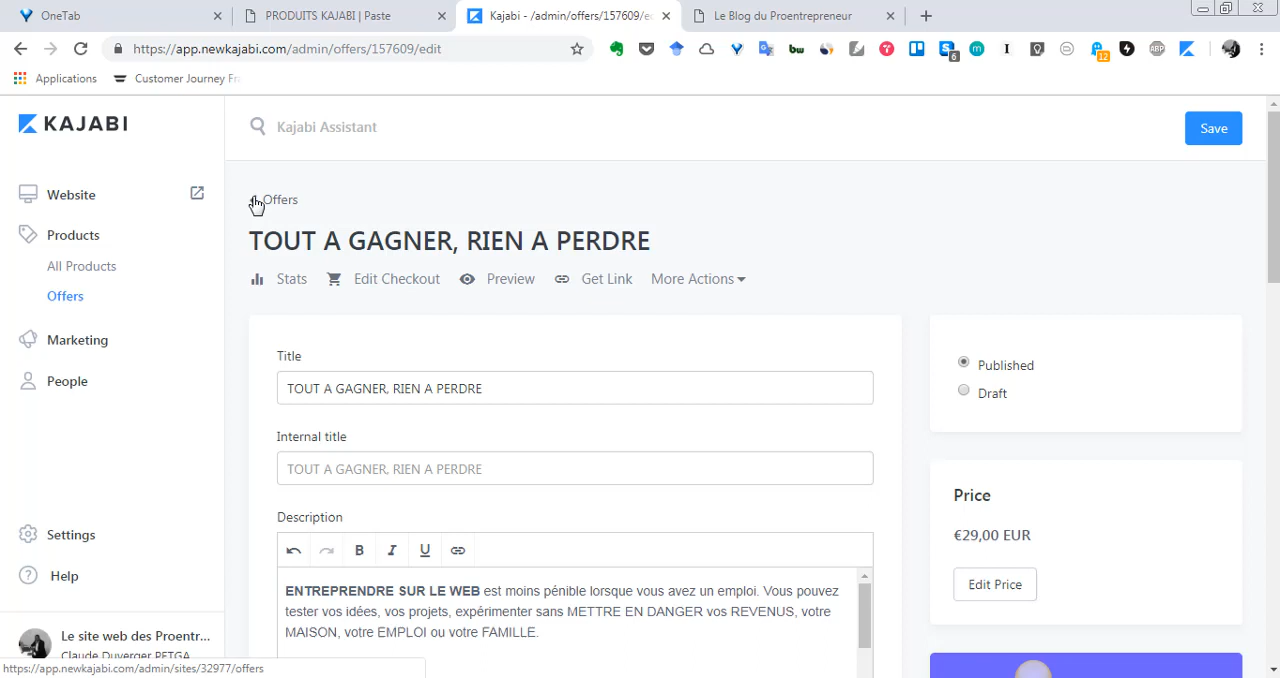 OneTab
PRODUITS KAJABI | Paste
Kajabi - /admin/offers/157609/e
Le Blog du Proentrepreneur
https://app.newkajabi.com/admin/offers/157609/edit
6
12
ABP
Applications
Customer Journey Fr
KAJABI
Kajabi Assistant
Save
Website
Products
All Products
Offers
Marketing
People
Settings
Help
Le site web des Proentr...
Claude Duverger PETGA
https://app.newkajabi.com/admin/sites/32977/offers
Offers
TOUT A GAGNER, RIEN A PERDRE
Stats
Edit Checkout
Preview
Get Link
More Actions
Title
TOUT A GAGNER, RIEN A PERDRE
Internal title
TOUT A GAGNER, RIEN A PERDRE
Description
B I U
ENTREPRENDRE SUR LE WEB est moins pénible lorsque vous avez un emploi. Vous pouvez
tester vos idées, vos projets, expérimenter sans METTRE EN DANGER vos REVENUS, votre
MAISON, votre EMPLOI ou votre FAMILLE.
Published
Draft
Price
€29,00 EUR
Edit Price